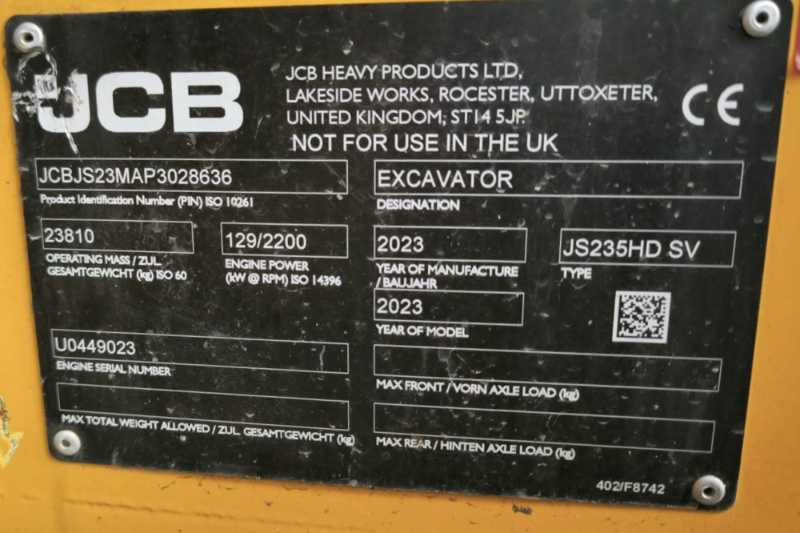 JCB
JCB HEAVY PRODUCTS LTD,
LAKESIDE WORKS, ROCESTER, UTTOXETER,
UNITED KINGDOM, ST14 5JP.
NOT FOR USE IN THE UK
CE
JCBJS23MAP3028636
Product Identification Number (PIN) ISO 10261
EXCAVATOR
DESIGNATION
23810
OPERATING MASS / ZUL.
GESAMTGEWICHT (kg) ISO 60
129/2200
ENGINE POWER
(kW @ RPM) ISO 14396
2023
YEAR OF MANUFACTURE
/ BAUJAHR
JS235HD SV
TYPE
2023
YEAR OF MODEL
U0449023
ENGINE SERIAL NUMBER
MAX FRONT / VORN AXLE LOAD (kg)
MAX TOTAL WEIGHT ALLOWED / ZUL. GESAMTGEWICHT (kg)
MAX REAR / HINTEN AXLE LOAD (kg)
402/F8742